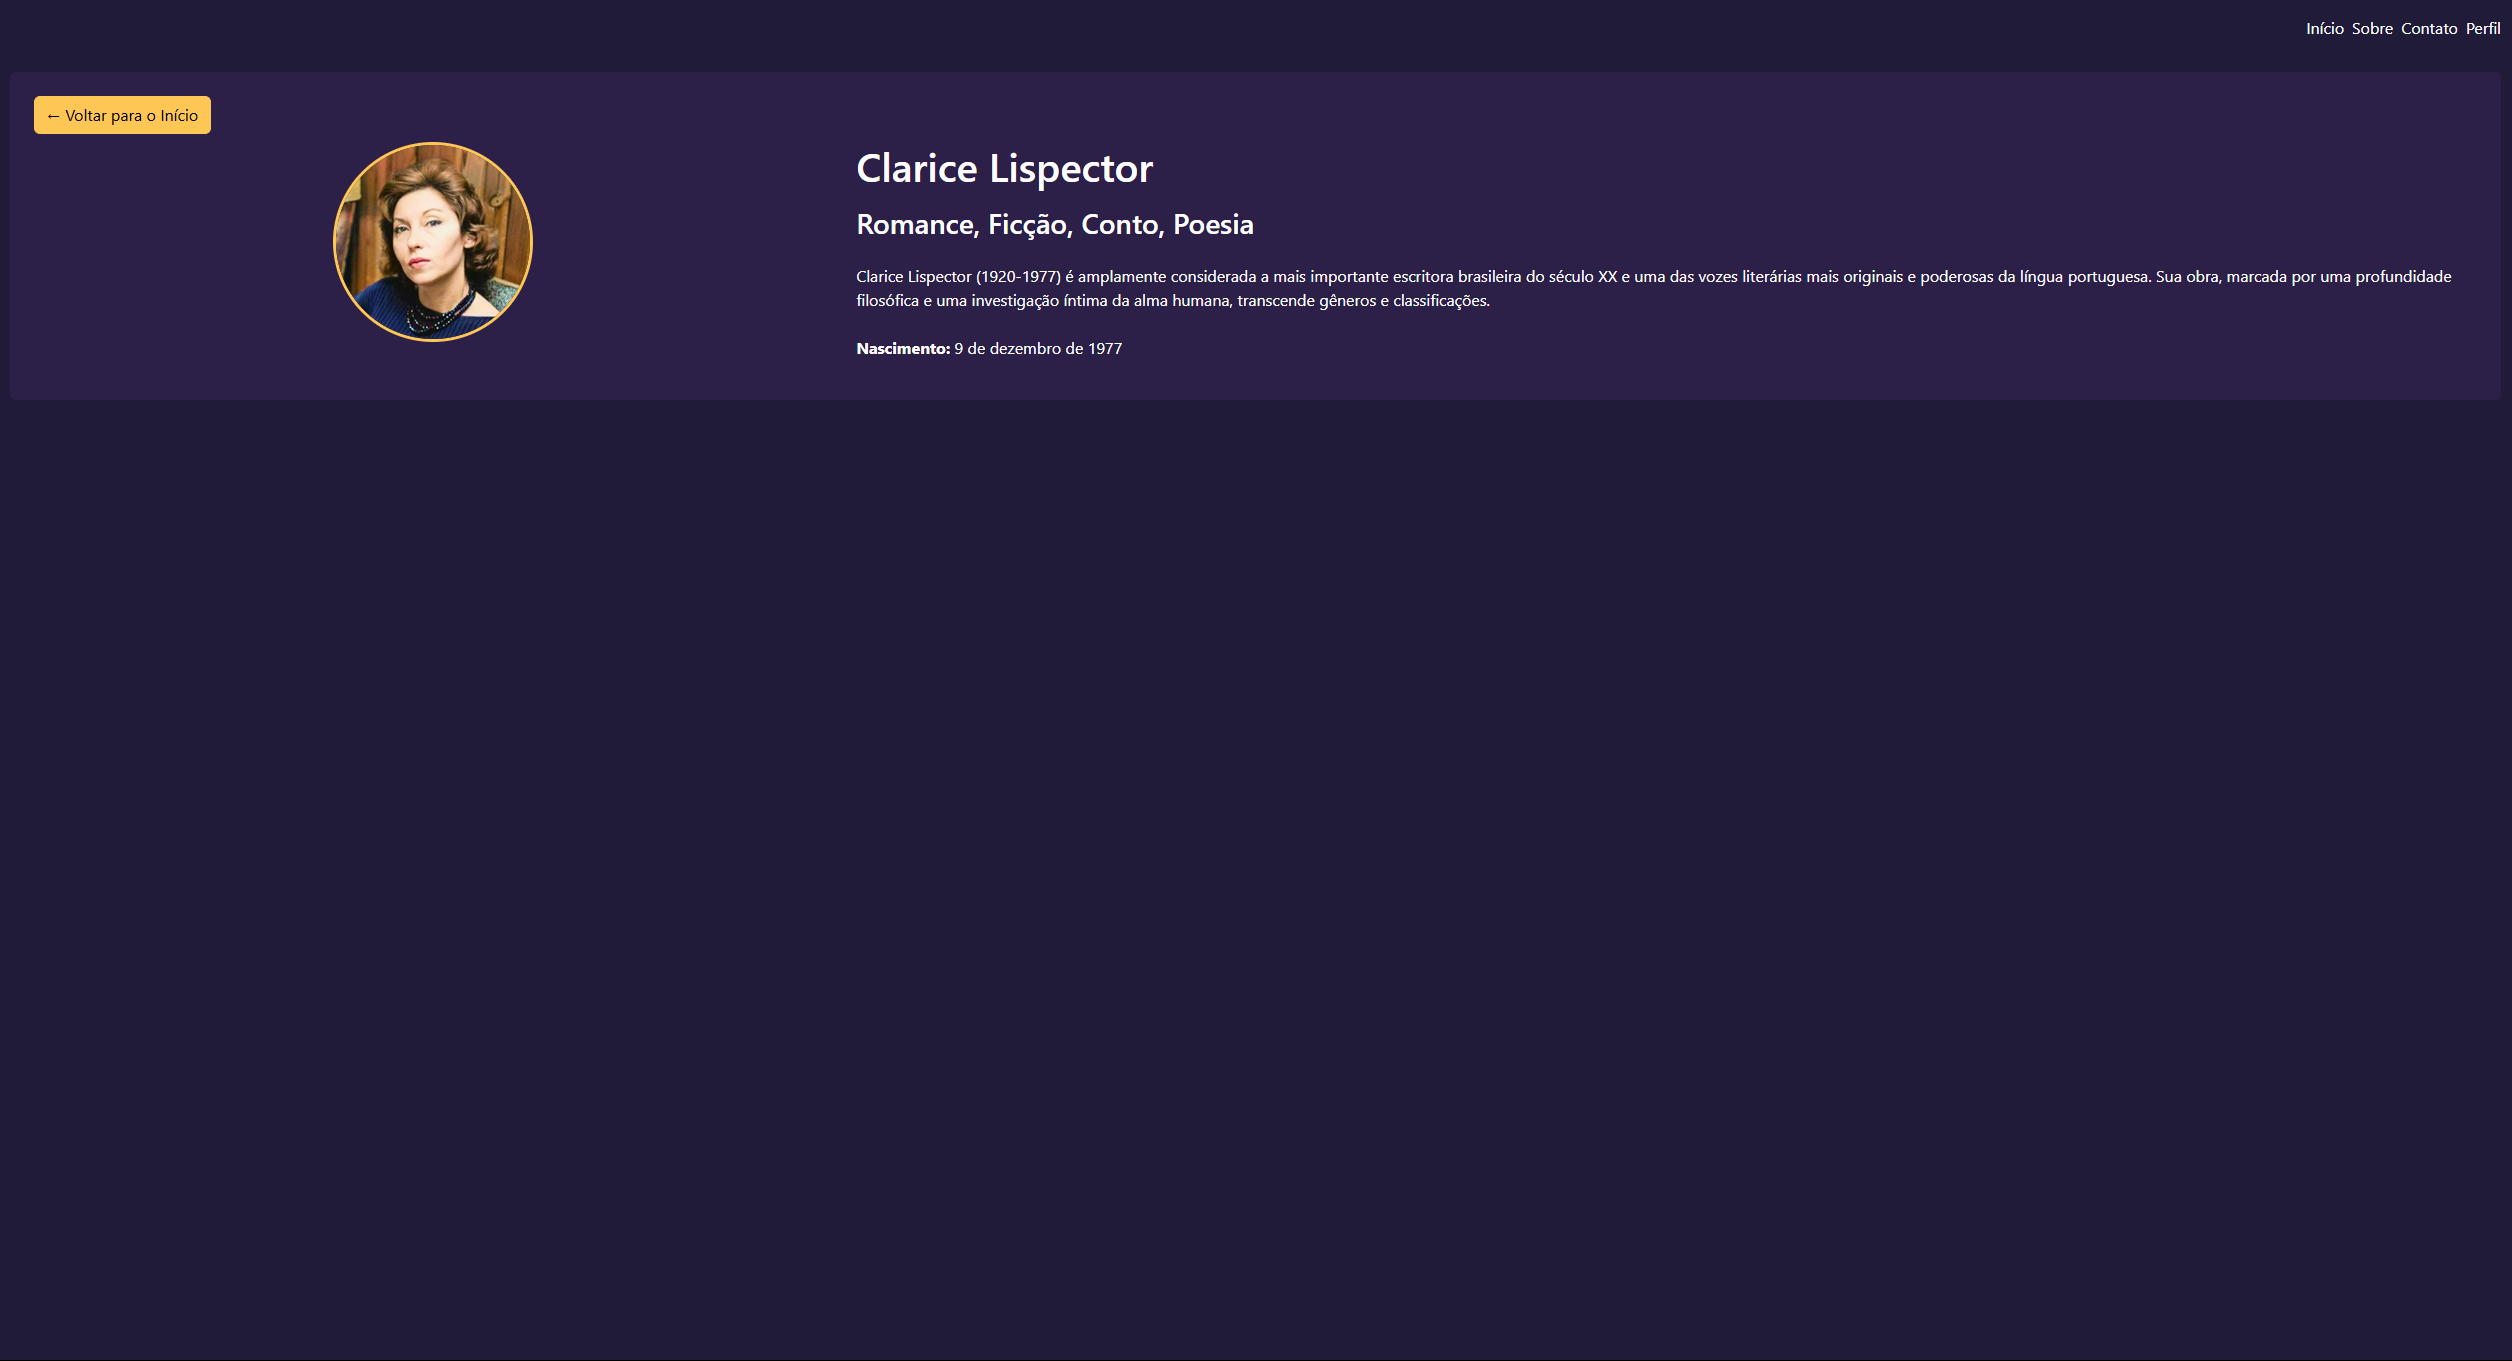 Início Sobre Contato Perfil
← Voltar para o Início
Clarice Lispector
Romance, Ficção, Conto, Poesia
Clarice Lispector (1920-1977) é amplamente considerada a mais importante escritora brasileira do século XX e uma das vozes literárias mais originais e poderosas da língua portuguesa. Sua obra, marcada por uma profundidade
filosófica e uma investigação íntima da alma humana, transcende gêneros e classificações.
Nascimento: 9 de dezembro de 1977